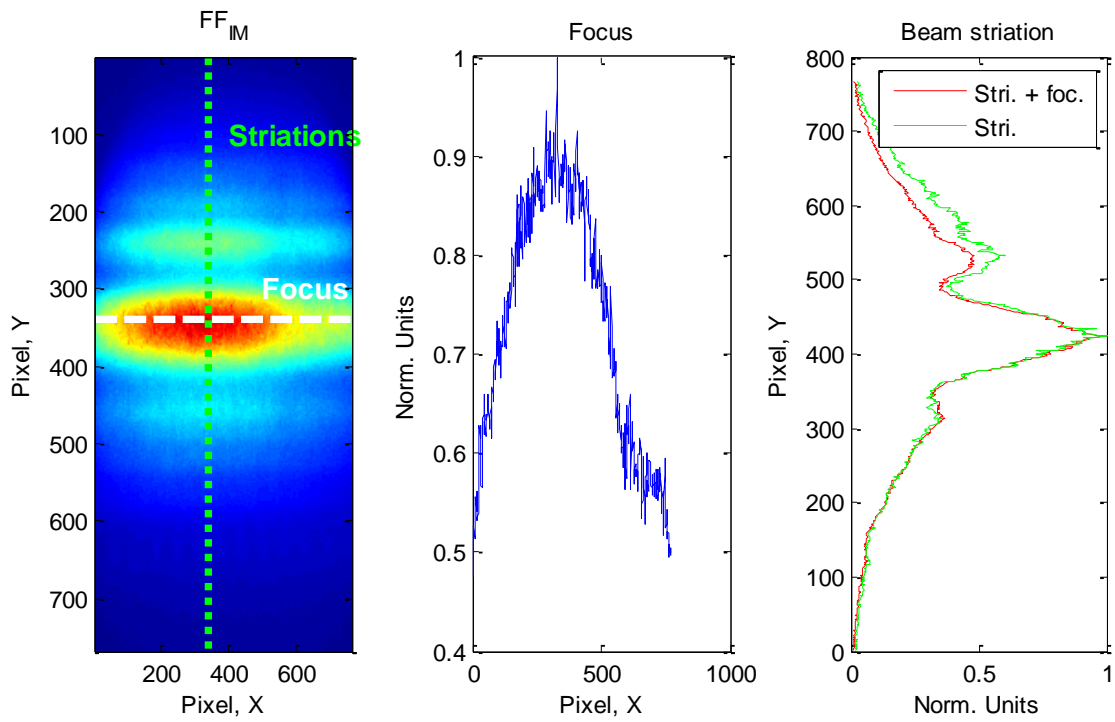 FF_IM
Striations
Focus
100
200
300
400
500
600
700
200
400
600
Pixel, Y
Pixel, X
Focus
1
0.9
0.8
0.7
0.6
0.5
0.4
0
500
1000
Norm. Units
Pixel, X
Beam striation
Stri. + foc.
Stri.
800
700
600
500
400
300
200
100
0
0
0.5
1
Pixel, Y
Norm. Units